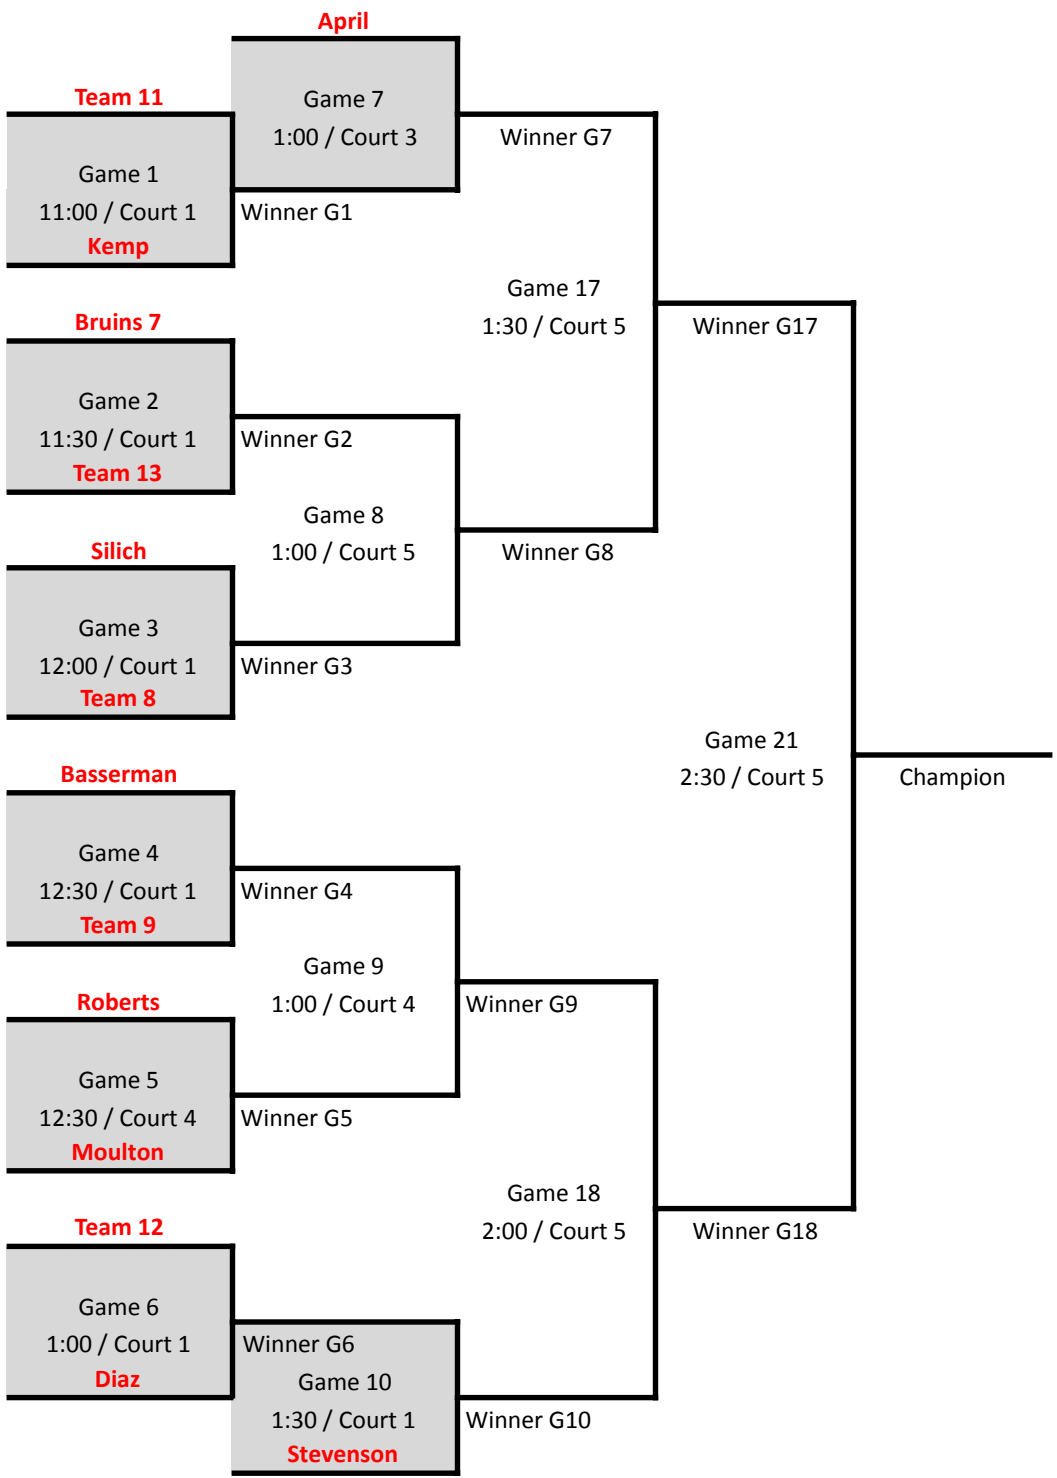 April
Team 11
Game 7
1:00 / Court 3
Winner G7
Game 1
11:00 / Court 1
Winner G1
Kemp
Game 17
1:30 / Court 5
Winner G17
Bruins 7
Game 2
11:30 / Court 1
Winner G2
Team 13
Game 8
1:00 / Court 5
Winner G8
Silich
Game 3
12:00 / Court 1
Winner G3
Team 8
Game 21
2:30 / Court 5
Champion
Basserman
Game 4
12:30 / Court 1
Winner G4
Team 9
Game 9
1:00 / Court 4
Winner G9
Roberts
Game 5
12:30 / Court 4
Winner G5
Moulton
Game 18
2:00 / Court 5
Winner G18
Team 12
Game 6
1:00 / Court 1
Winner G6
Diaz
Game 10
1:30 / Court 1
Winner G10
Stevenson